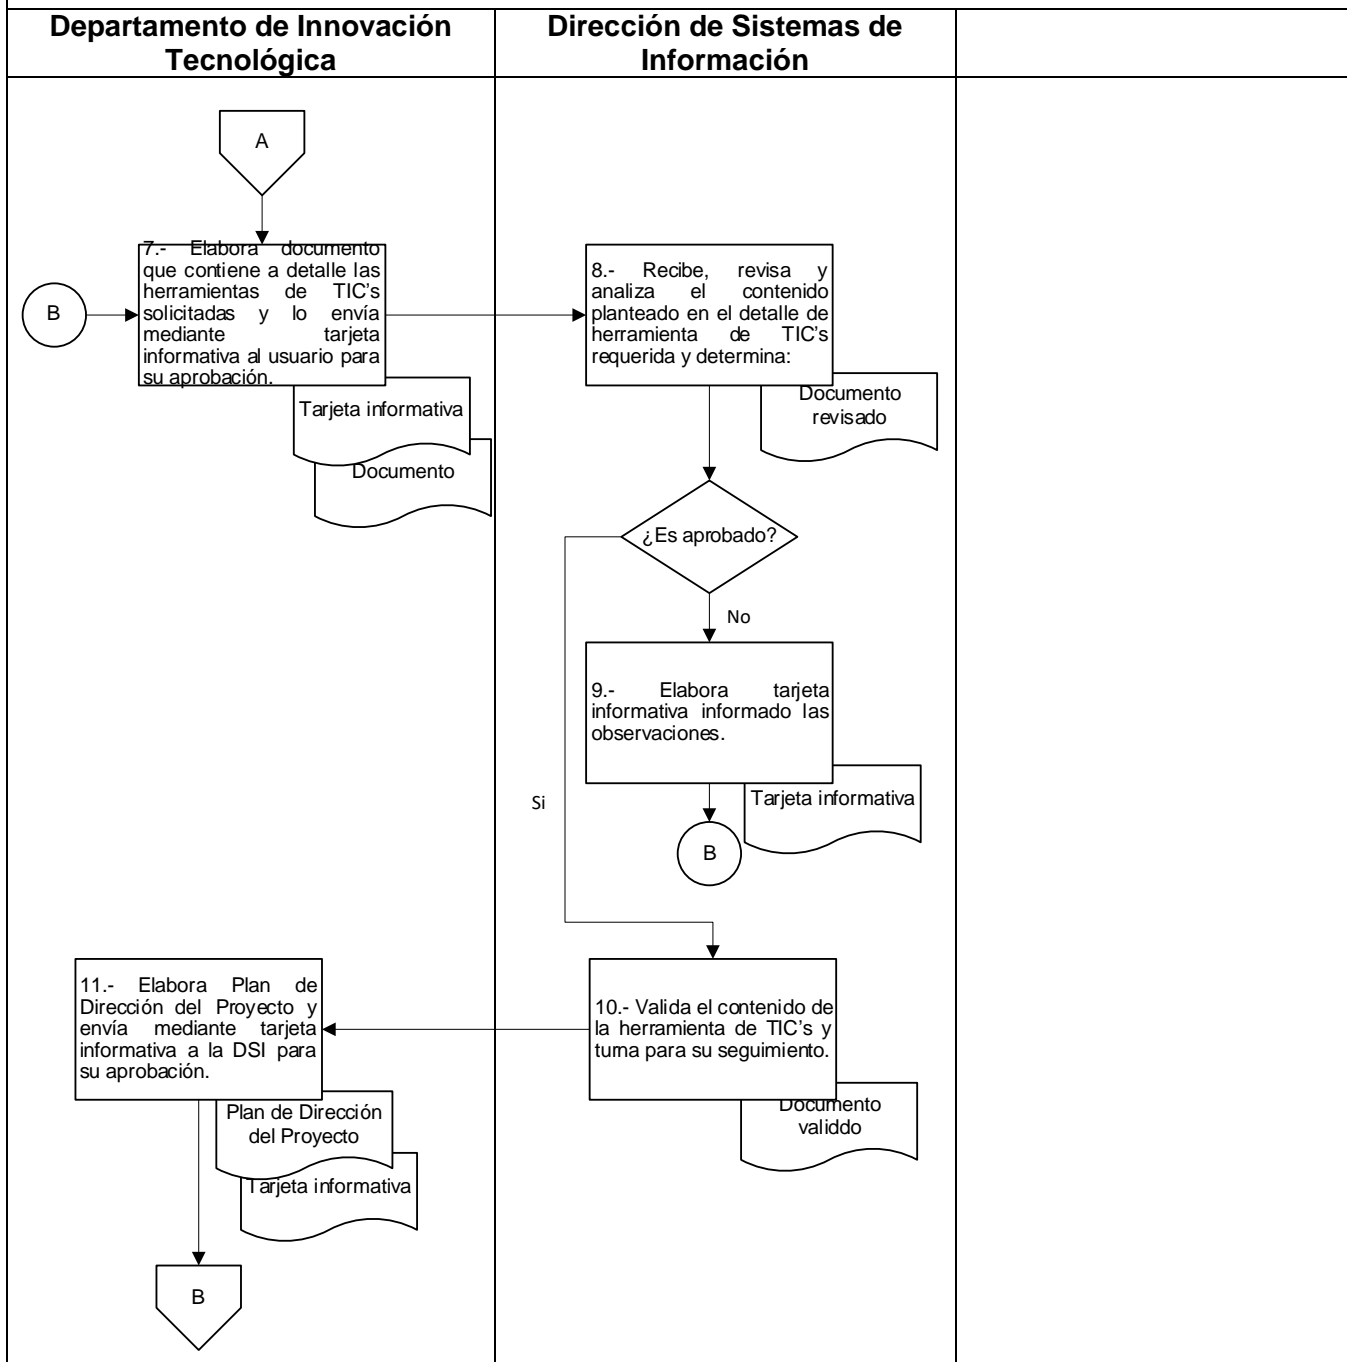 Departamento de Innovación
Tecnológica
Dirección de Sistemas de
Información
A
B
7.- Elabora documento
que contiene a detalle las
herramientas de TIC's
solicitadas y lo envía
mediante tarjeta
informativa al usuario para
su aprobación.
Tarjeta informativa
Documento
8.- Recibe, revisa y
analiza el contenido
planteado en el detalle de
herramienta de TIC's
requerida y determina:
Documento
revisado
¿Es aprobado?
No
9.- Elabora tarjeta
informativa informado las
observaciones.
Tarjeta informativa
Si
B
10.- Valida el contenido de
la herramienta de TIC's y
turna para su seguimiento.
Documento
validdo
11.- Elabora Plan de
Dirección del Proyecto y
envía mediante tarjeta
informativa a la DSI para
su aprobación.
Plan de Dirección
del Proyecto
Tarjeta informativa
B